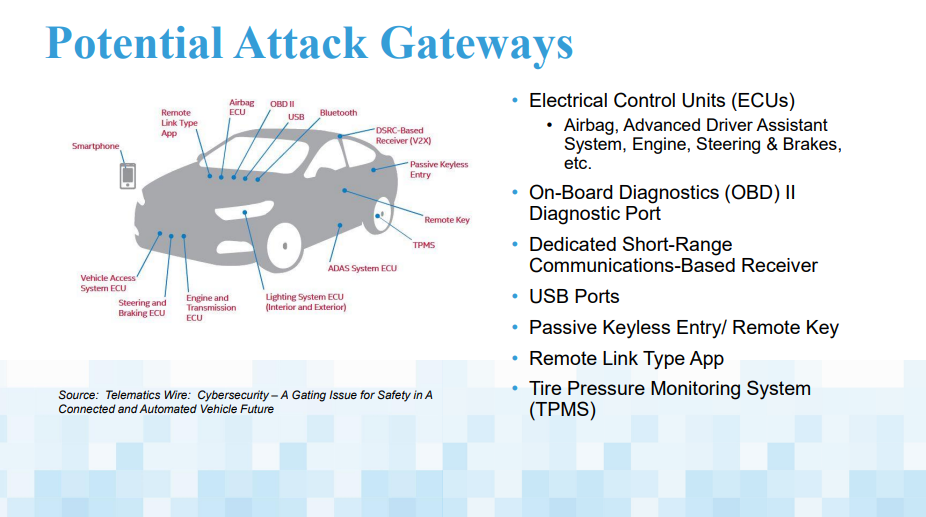 Potential Attack Gateways
Smartphone
Remote
Link Type
App
Airbag
ECU
OBD II
USB
Bluetooth
DSRC-Based
Receiver (V2X)
Passive Keyless
Entry
Remote Key
TPMS
ADAS System ECU
Lighting System ECU
(Interior and Exterior)
Engine and
Transmission
ECU
Steering and
Braking ECU
Vehicle Access
System ECU
Source: Telematics Wire: Cybersecurity – A Gating Issue for Safety in A
Connected and Automated Vehicle Future
• Electrical Control Units (ECUs)
• Airbag, Advanced Driver Assistant
System, Engine, Steering & Brakes,
etc.
• On-Board Diagnostics (OBD) II
Diagnostic Port
• Dedicated Short-Range
Communications-Based Receiver
• USB Ports
• Passive Keyless Entry/ Remote Key
• Remote Link Type App
• Tire Pressure Monitoring System
(TPMS)